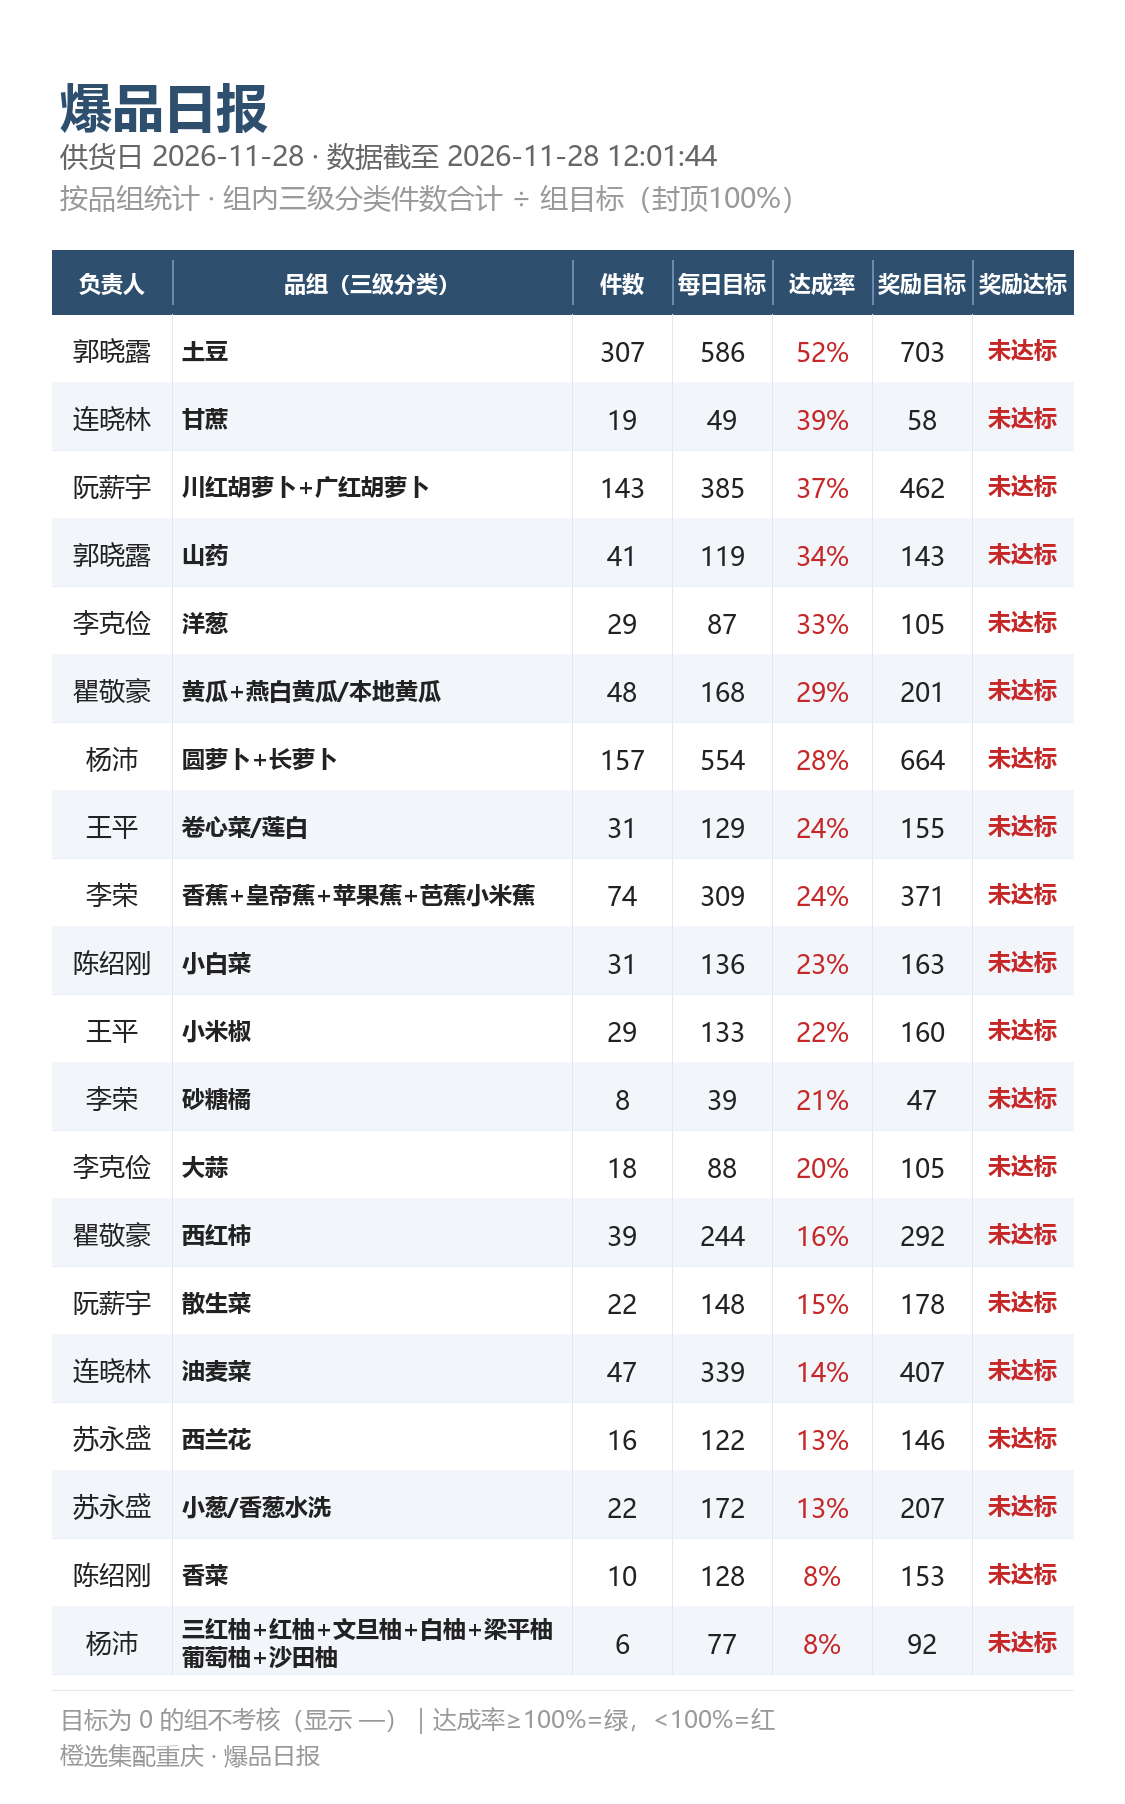 爆品日报
供货日 2026-11-28 · 数据截至 2026-11-28 12:01:44
按品组统计 · 组内三级分类件数合计 ÷ 组目标（封顶100%）
负责人 品组（三级分类） 件数 每日目标 达成率 奖励目标 奖励达标
郭晓露 土豆 307 586 52% 703 未达标
连晓林 甘蔗 19 49 39% 58 未达标
阮薪宇 川红胡萝卜+广红胡萝卜 143 385 37% 462 未达标
郭晓露 山药 41 119 34% 143 未达标
李克俭 洋葱 29 87 33% 105 未达标
瞿敬豪 黄瓜+燕白黄瓜/本地黄瓜 48 168 29% 201 未达标
杨沛 圆萝卜+长萝卜 157 554 28% 664 未达标
王平 卷心菜/莲白 31 129 24% 155 未达标
李荣 香蕉+皇帝蕉+苹果蕉+芭蕉小米蕉 74 309 24% 371 未达标
陈绍刚 小白菜 31 136 23% 163 未达标
王平 小米椒 29 133 22% 160 未达标
李荣 砂糖橘 8 39 21% 47 未达标
李克俭 大蒜 18 88 20% 105 未达标
瞿敬豪 西红柿 39 244 16% 292 未达标
阮薪宇 散生菜 22 148 15% 178 未达标
连晓林 油麦菜 47 339 14% 407 未达标
苏永盛 西兰花 16 122 13% 146 未达标
苏永盛 小葱/香葱水洗 22 172 13% 207 未达标
陈绍刚 香菜 10 128 8% 153 未达标
杨沛 三红柚+红柚+文旦柚+白柚+梁平柚
葡萄柚+沙田柚 6 77 8% 92 未达标
目标为 0 的组不考核（显示 —）｜达成率≥100%=绿，<100%=红
橙选集配重庆 · 爆品日报